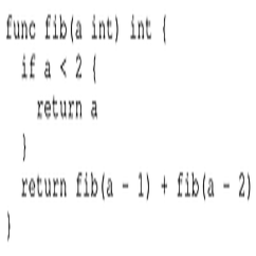 func fib(a int) int {
  if a < 2 {
    return a
  }
  return fib(a - 1) + fib(a - 2)
}